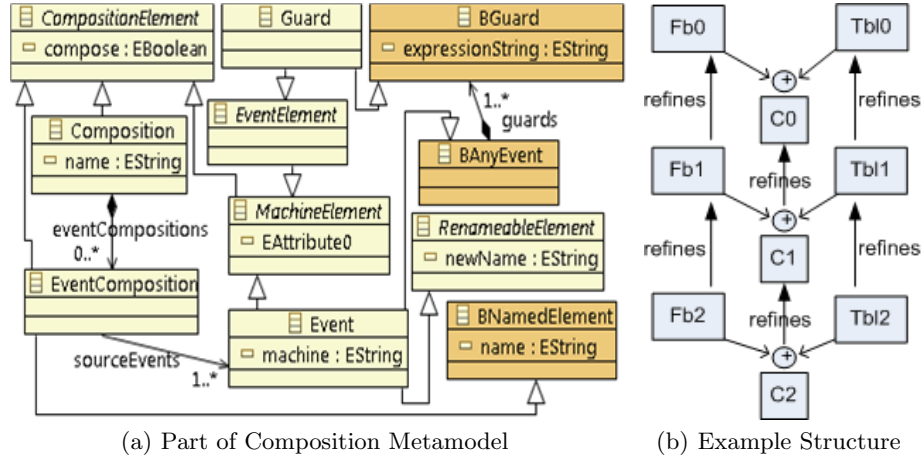 CompositionElement
compose : EBoolean
Guard
BGuard
expressionString : EString
EventElement
1..*
guards
Composition
name : EString
BAnyEvent
MachineElement
EAttribute0
RenameableElement
newName : EString
eventCompositions
0..*
EventComposition
Event
machine : EString
BNamedElement
name : EString
sourceEvents
1..*
(a) Part of Composition Metamodel
Fb0
Tbl0
+
refines
C0
refines
Fb1
refines
Tbl1
+
refines
C1
refines
Fb2
refines
Tbl2
+
C2
(b) Example Structure